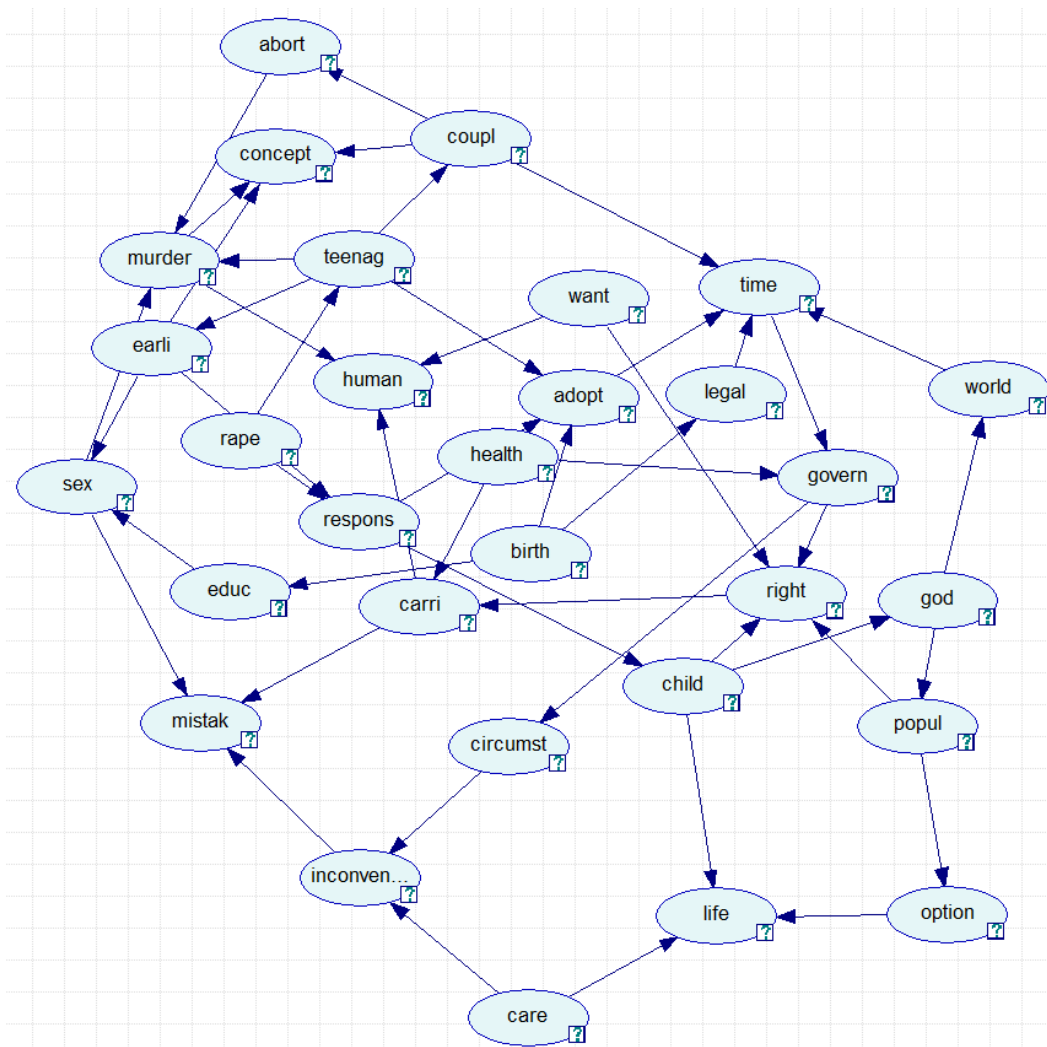 abort
?
coupl
?
concept
?
murder
?
teenag
?
time
?
want
?
earli
?
human
?
adopt
?
legal
?
world
?
rape
?
health
?
govern
?
sex
?
respons
?
birth
?
educ
?
carri
?
right
?
god
?
child
?
mistak
?
circumst
?
popul
?
inconven...
?
life
?
option
?
care
?